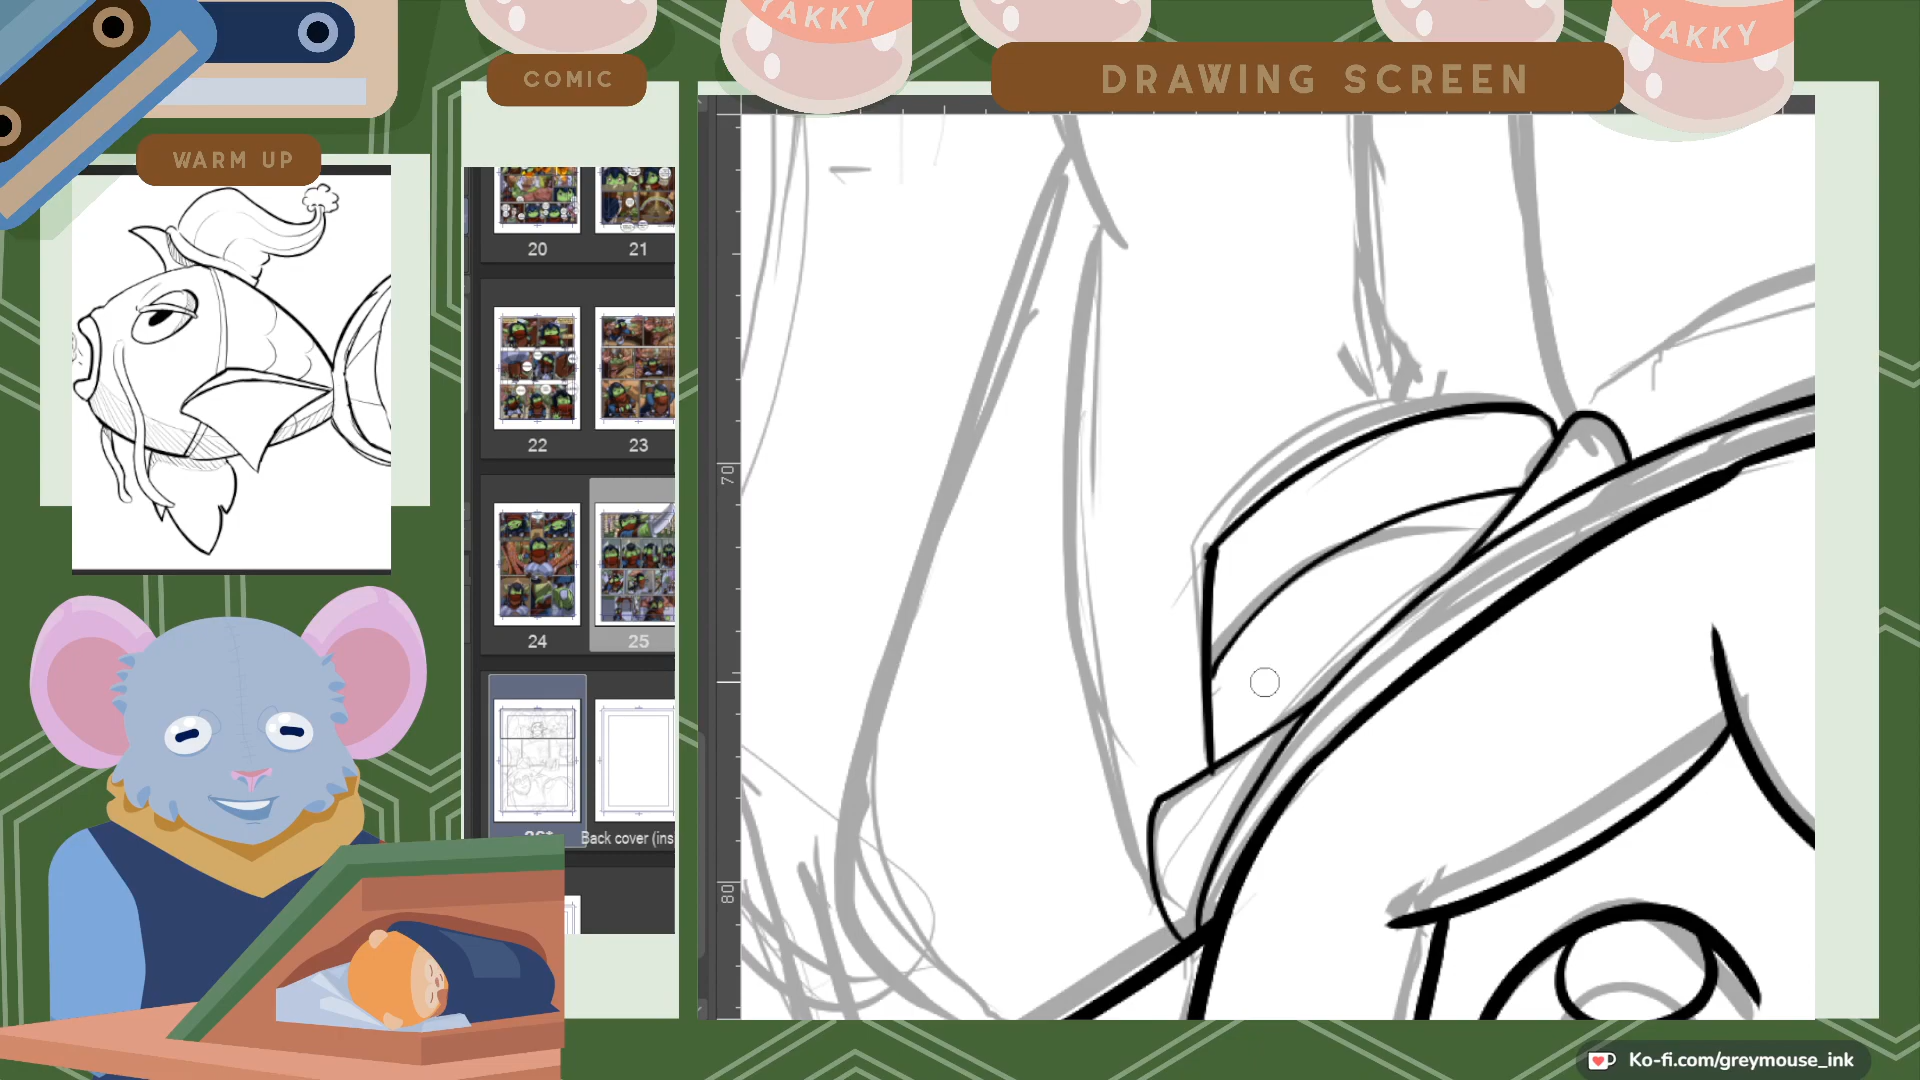 YAKKY
YAKKY
COMIC
DRAWING SCREEN
WARM UP
20
21
22
23
24
25
26*
Back cover (ins
70
80
Ko-fi.com/greymouse_ink